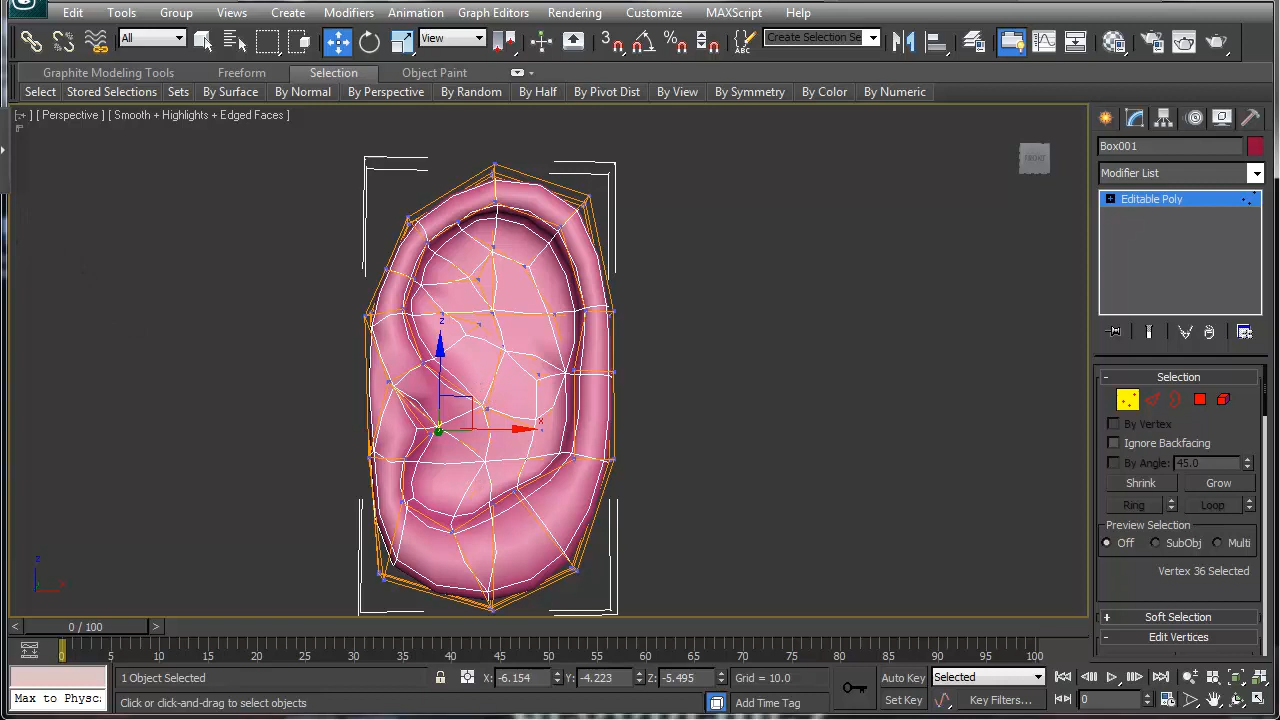 Edit Tools Group Views Create Modifiers Animation Graph Editors Rendering Customize MAXScript Help
All View 3 Create Selection Se
Graphite Modeling Tools Freeform Selection Object Paint
Select Stored Selections Sets By Surface By Normal By Perspective By Random By Half By Pivot Dist By View By Symmetry By Color By Numeric
[ + ] [ Perspective ] [ Smooth + Highlights + Edged Faces ]
FRONT
Box001
Modifier List
Editable Poly
z
x
- Selection
By Vertex
Ignore Backfacing
By Angle: 45.0
Shrink Grow
Ring Loop
Preview Selection
Off SubObj Multi
Vertex 36 Selected
+ Soft Selection
- Edit Vertices
z
x
< 0 / 100 >
0 5 10 15 20 25 30 35 40 45 50 55 60 65 70 75 80 85 90 95 100
1 Object Selected X: -6.154 Y: -4.223 Z: -5.495 Grid = 10.0 Auto Key Selected
Max to Physc Click or click-and-drag to select objects Add Time Tag Set Key Key Filters... 0